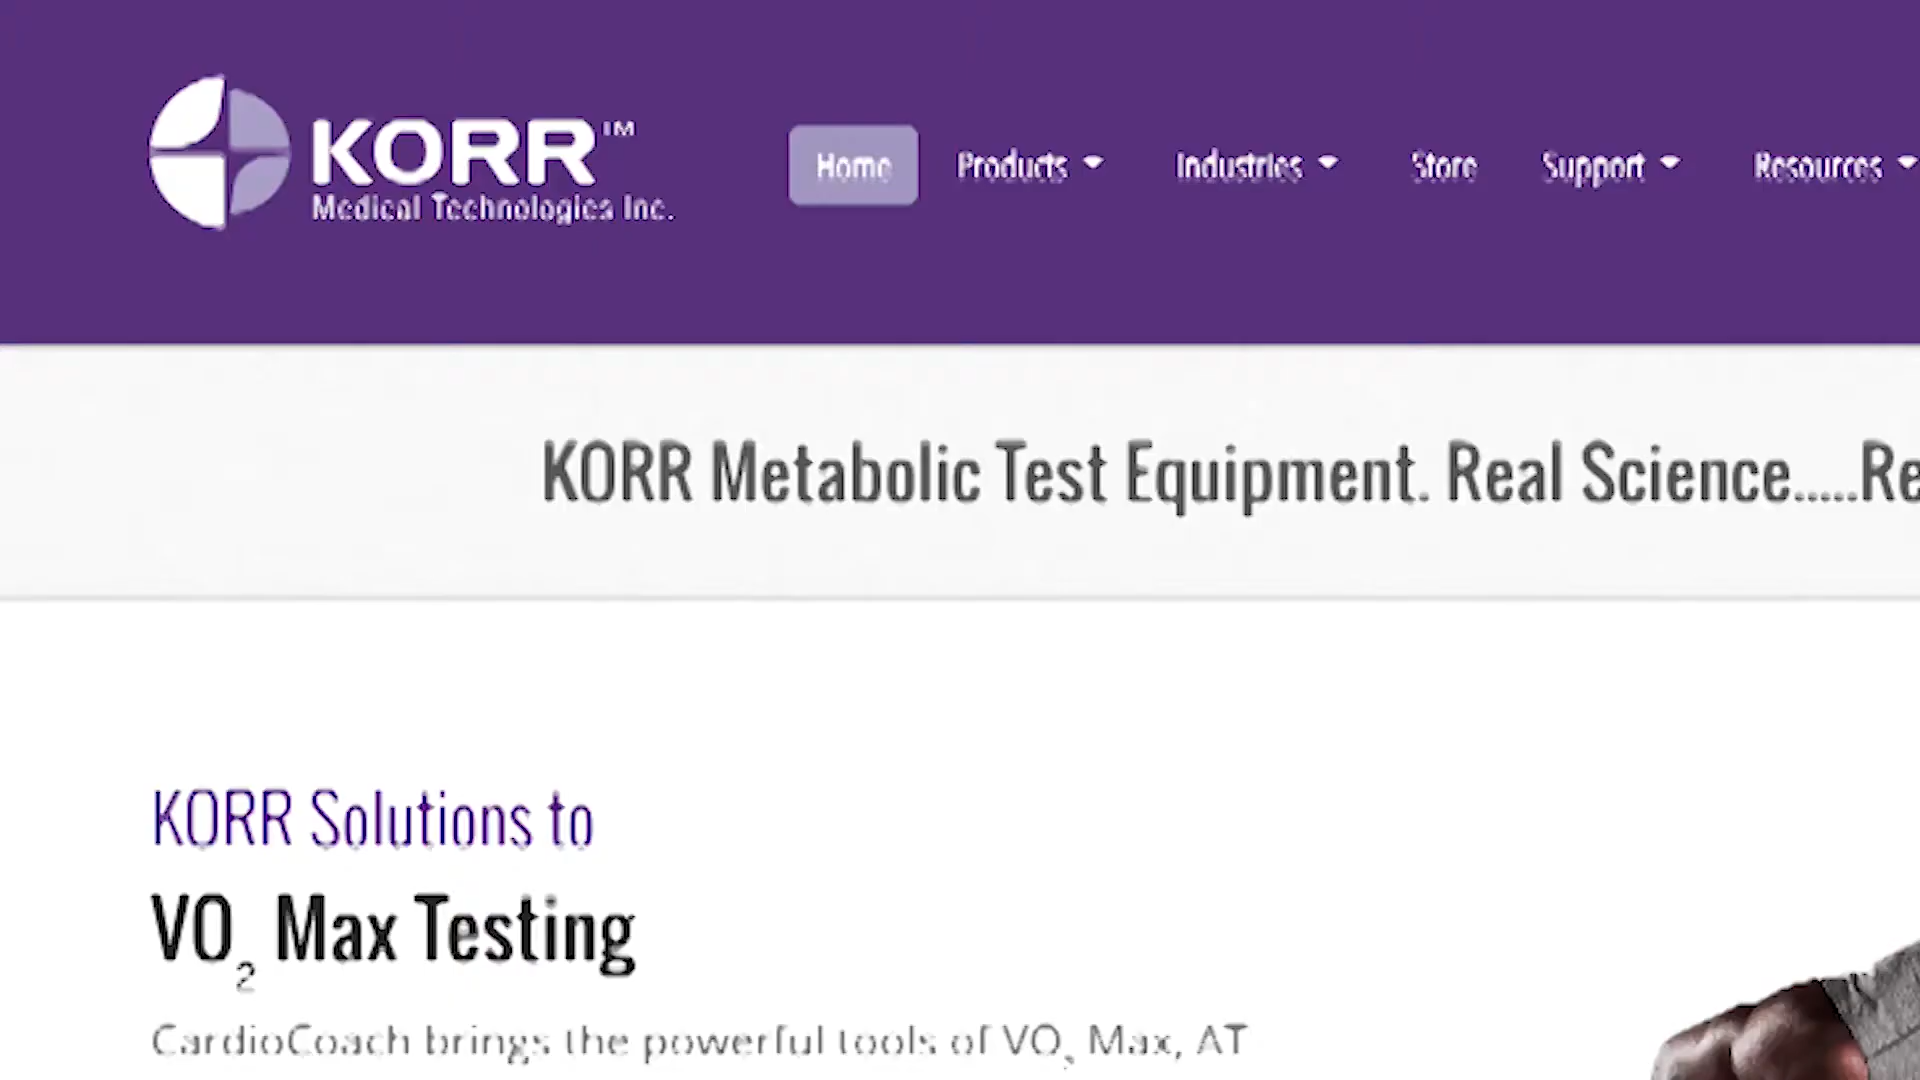 KORR™
Medical Technologies Inc.
Home Products Industries Store Support Resources
KORR Metabolic Test Equipment. Real Science.....Re
KORR Solutions to
VO₂ Max Testing
CardioCoach brings the powerful tools of VO₂ Max, AT